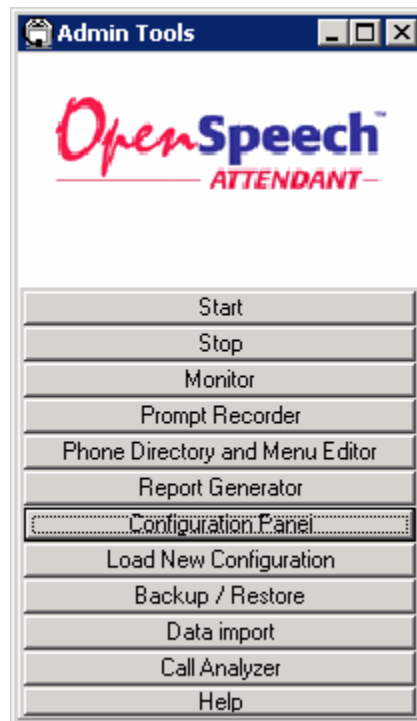 Admin Tools
OpenSpeech™
ATTENDANT
Start
Stop
Monitor
Prompt Recorder
Phone Directory and Menu Editor
Report Generator
Configuration Panel
Load New Configuration
Backup / Restore
Data import
Call Analyzer
Help